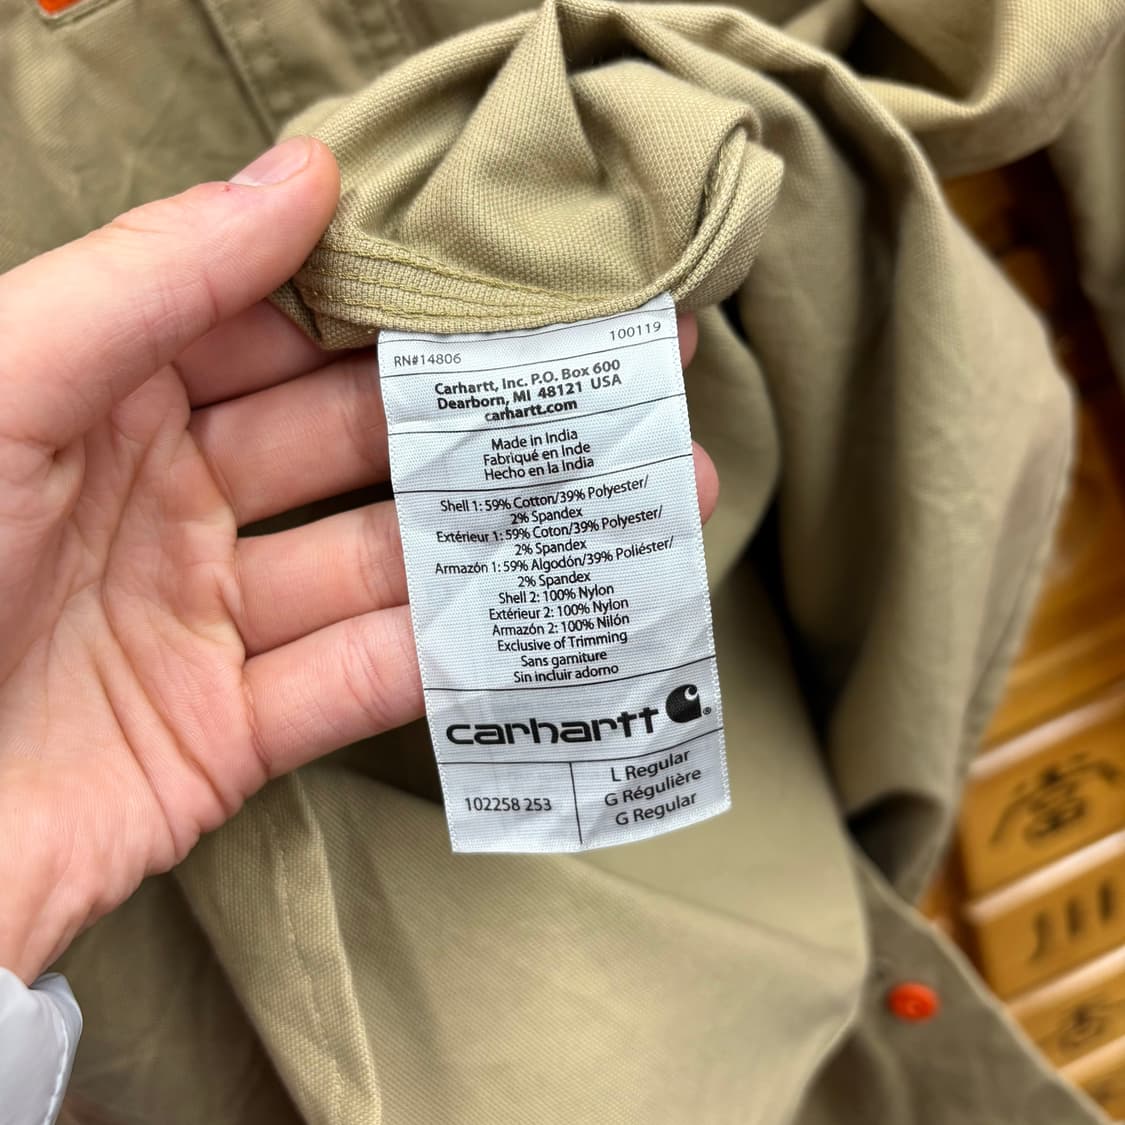 RN#14806 100119
Carhartt, Inc. P.O. Box 600
Dearborn, MI 48121 USA
carhartt.com
Made in India
Fabriqué en Inde
Hecho en la India
Shell 1: 59% Cotton/39% Polyester/
2% Spandex
Extérieur 1: 59% Coton/39% Polyester/
2% Spandex
Armazón 1: 59% Algodón/39% Poliéster/
2% Spandex
Shell 2: 100% Nylon
Extérieur 2: 100% Nylon
Armazón 2: 100% Nilón
Exclusive of Trimming
Sans garniture
Sin incluir adorno
carhartt ®
102258 253
L Regular
G Régulière
G Regular